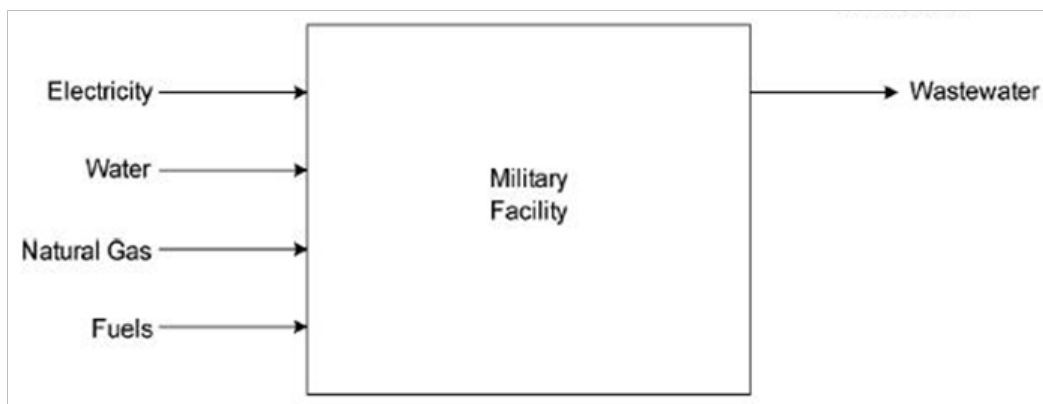 Electricity
Wastewater
Water
Military
Facility
Natural Gas
Fuels